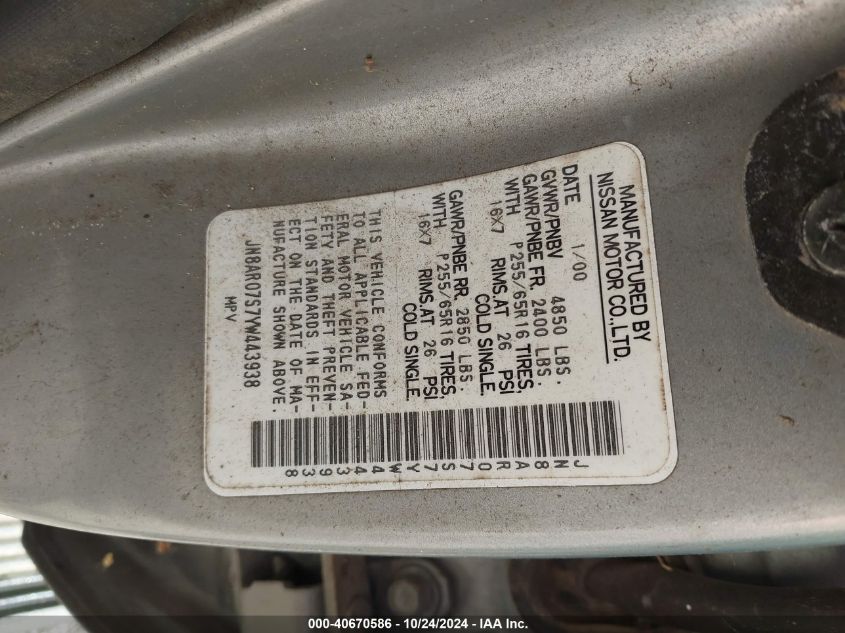 MANUFACTURED BY
NISSAN MOTOR CO.,LTD.
DATE 1/00
GVWR/PNBV 4850 LBS.
GAWR/PNBE FR. 2400 LBS.
WITH P255/65R16 TIRES,
16X7 RIMS.AT 26 PSI
COLD SINGLE,
GAWR/PNBE RR. 2850 LBS.
WITH P255/65R16 TIRES,
16X7 RIMS.AT 26 PSI
COLD SINGLE,
THIS VEHICLE CONFORMS
TO ALL APPLICABLE FED-
ERAL MOTOR VEHICLE SA-
FETY AND THEFT PREVEN-
TION STANDARDS IN EFF-
ECT ON THE DATE OF MA-
NUFACTURE SHOWN ABOVE.
JN8AR07S7YW443938
MPV
JN8AR07S7YW443938
000-40670586 - 10/24/2024 - IAA Inc.